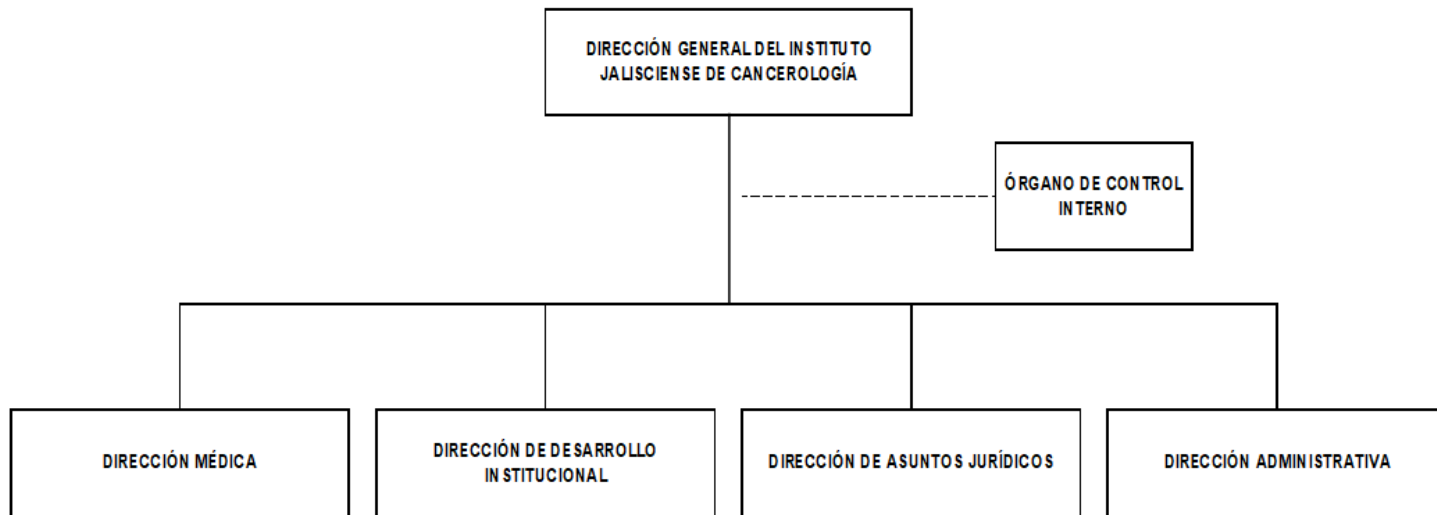 DIRECCIÓN GENERAL DEL INSTITUTO
JALISCIENSE DE CANCEROLOGÍA
ÓRGANO DE CONTROL
INTERNO
DIRECCIÓN MÉDICA
DIRECCIÓN DE DESARROLLO
INSTITUCIONAL
DIRECCIÓN DE ASUNTOS JURÍDICOS
DIRECCIÓN ADMINISTRATIVA